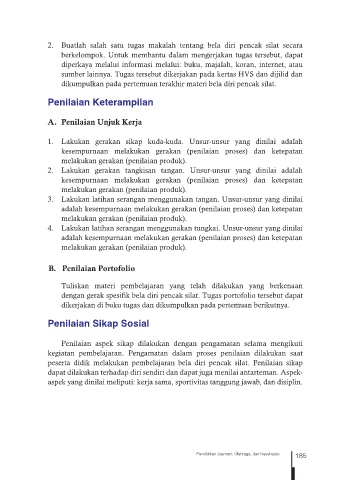 2. Buatlah salah satu tugas makalah tentang bela diri pencak silat secara
berkelompok. Untuk membantu dalam mengerjakan tugas tersebut, dapat
diperkaya melalui informasi melalui: buku, majalah, koran, internet, atau
sumber lainnya. Tugas tersebut dikerjakan pada kertas HVS dan dijilid dan
dikumpulkan pada pertemuan terakhir materi bela diri pencak silat.
Penilaian Keterampilan
A. Penilaian Unjuk Kerja
1. Lakukan gerakan sikap kuda-kuda. Unsur-unsur yang dinilai adalah
kesempurnaan melakukan gerakan (penilaian proses) dan ketepatan
melakukan gerakan (penilaian produk).
2. Lakukan gerakan tangkisan tangan. Unsur-unsur yang dinilai adalah
kesempurnaan melakukan gerakan (penilaian proses) dan ketepatan
melakukan gerakan (penilaian produk).
3. Lakukan latihan serangan menggunakan tangan. Unsur-unsur yang dinilai
adalah kesempurnaan melakukan gerakan (penilaian proses) dan ketepatan
melakukan gerakan (penilaian produk).
4. Lakukan latihan serangan menggunakan tungkai. Unsur-unsur yang dinilai
adalah kesempurnaan melakukan gerakan (penilaian proses) dan ketepatan
melakukan gerakan (penilaian produk).
B. Penilaian Portofolio
Tuliskan materi pembelajaran yang telah dilakukan yang berkenaan
dengan gerak spesifik bela diri pencak silat. Tugas portofolio tersebut dapat
dikerjakan di buku tugas dan dikumpulkan pada pertemuan berikutnya.
Penilaian Sikap Sosial
Penilaian aspek sikap dilakukan dengan pengamatan selama mengikuti
kegiatan pembelajaran. Pengamatan dalam proses penilaian dilakukan saat
peserta didik melakukan pembelajaran bela diri pencak silat. Penilaian sikap
dapat dilakukan terhadap diri sendiri dan dapat juga menilai antarteman. Aspek-
aspek yang dinilai meliputi: kerja sama, sportivitas tanggung jawab, dan disiplin.
Pendidikan Jasmani, Olahraga, dan Kesehatan 185